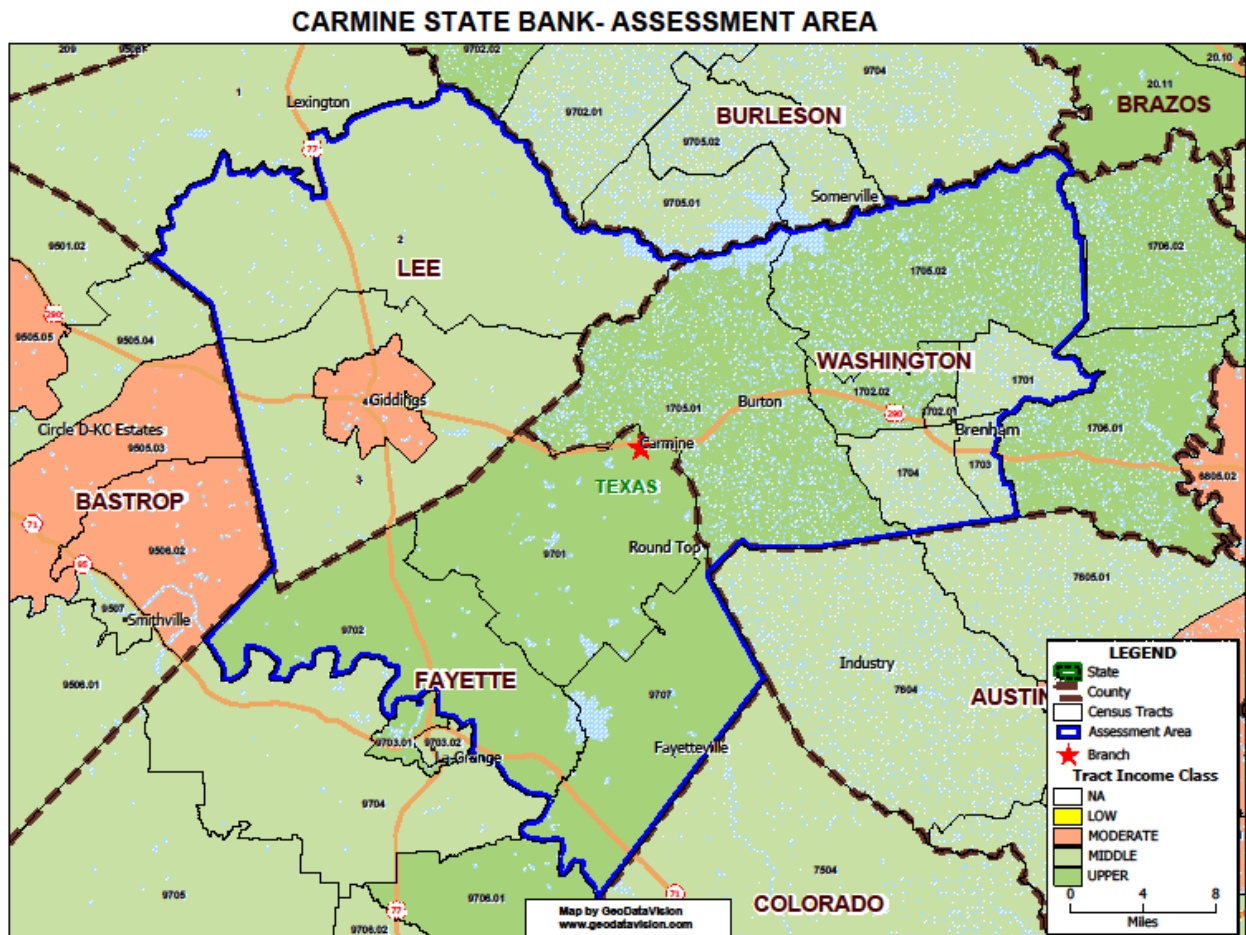 CARMINE STATE BANK- ASSESSMENT AREA
209
9702.02
9704
20.10
20.11
1
Lexington
9702.01
BURLESON
BRAZOS
77
9705.02
9705.01
Somerville
9501.02
2
LEE
1706.02
1705.02
290
9505.05
9505.04
WASHINGTON
1701
1702.02
Giddings
1705.01
Burton
290
1702.01
Circle D-KC Estates
Carmine
Brenham
1706.01
9505.03
1704
1703
6805.02
3
TEXAS
BASTROP
71
9506.02
9701
Round Top
95
7605.01
9507
Smithville
9702
Industry
9506.01
FAYETTE
9707
7604
AUSTIN
9703.01
9703.02
Fayetteville
La Grange
9704
7504
9705
9706.01
71
COLORADO
77
9706.02
Map by GeoDataVision
www.geodatavision.com
LEGEND
State
County
Census Tracts
Assessment Area
Branch
Tract Income Class
NA
LOW
MODERATE
MIDDLE
UPPER
0 4 8
Miles